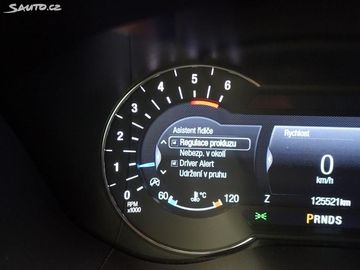 Sauto.cz
6
5
4
3
2
1
0
RPM
x1000
Asistent řidiče
Regulace prokluzu
Nebezp. v okolí
Driver Alert
Udržení v pruhu
60 °C 120
Rychlost
0
km/h
Z 125521km
PRNDS